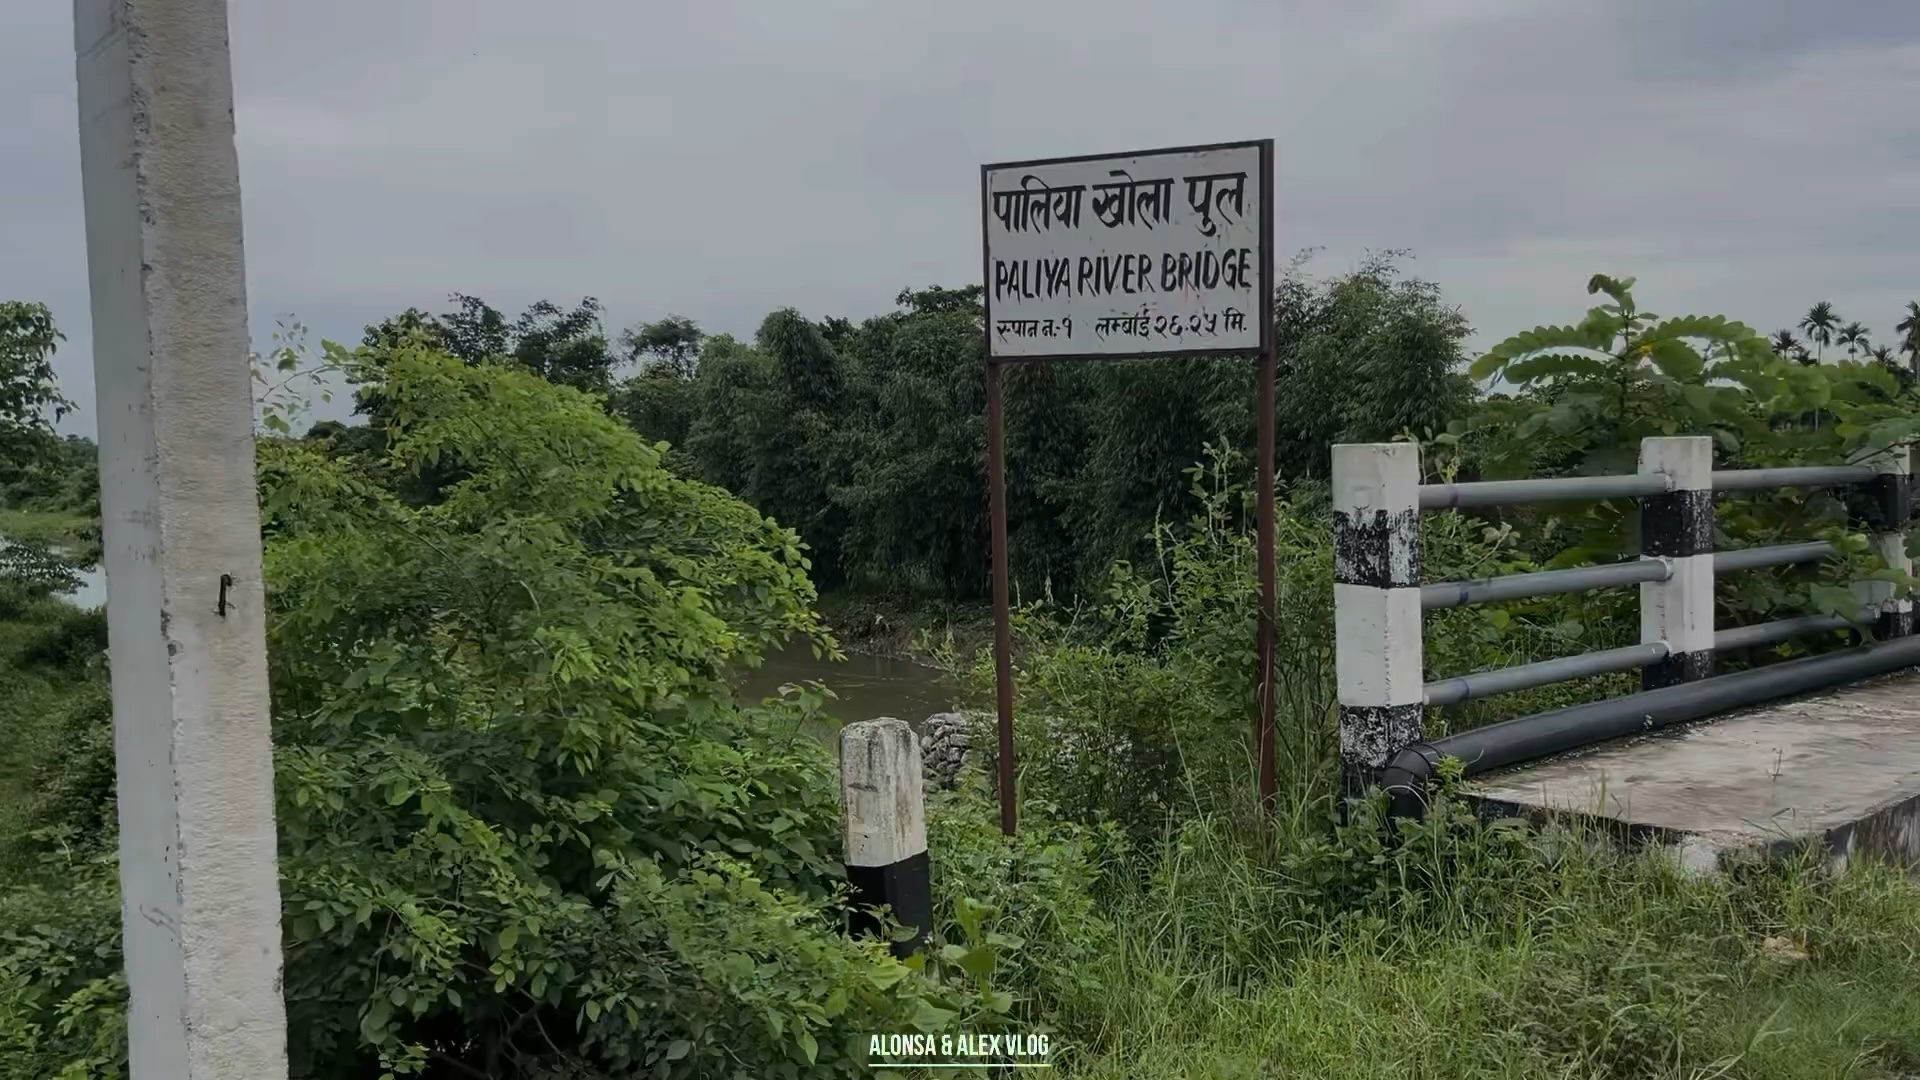 पालिया खोला पुल
PALIYA RIVER BRIDGE
स्पान न.-१ लम्बाई २६.२५ मि.
ALONSA & ALEX VLOG